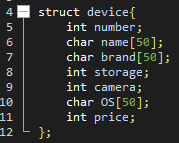 4 struct device{
5 int number;
6 char name[50];
7 char brand[50];
8 int storage;
9 int camera;
10 char OS[50];
11 int price;
12 };